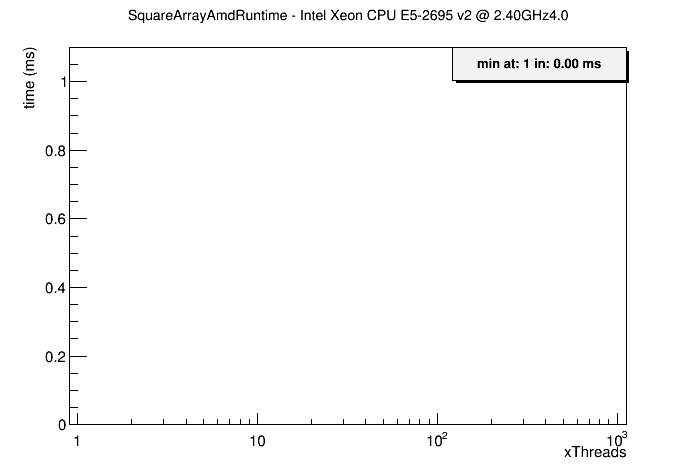 SquareArrayAmdRuntime - Intel Xeon CPU E5-2695 v2 @ 2.40GHz4.0
min at: 1 in: 0.00 ms
time (ms)
1
0.8
0.6
0.4
0.2
0
1
10
10²
10³
xThreads